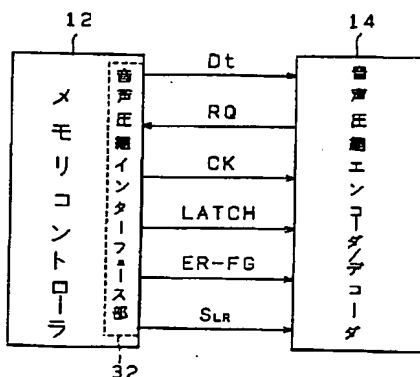 12
14
メモリコントローラ
音声圧縮インターフェース部
Dt
RQ
CK
LATCH
ER-FG
SLR
音声圧縮エンコーダ/デコーダ
32